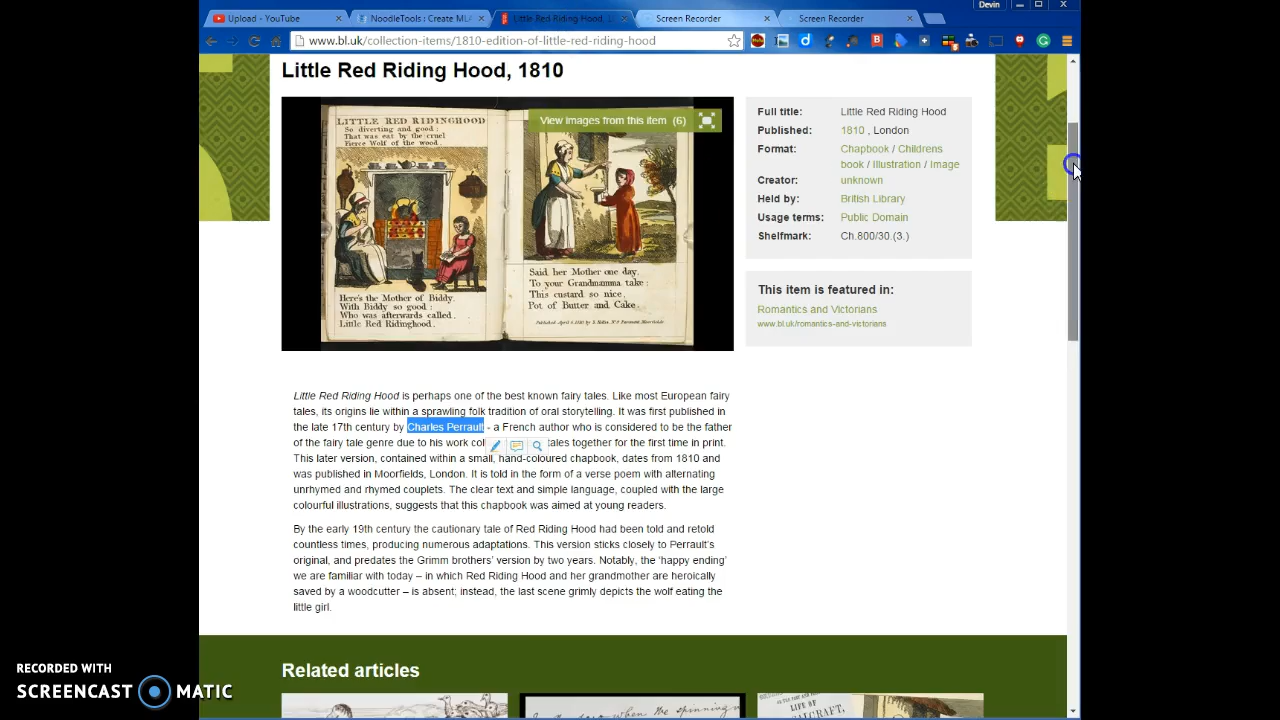 Devin
Upload - YouTube
NoodleTools : Create MLA
Little Red Riding Hood, 1
Screen Recorder
Screen Recorder
www.bl.uk/collection-items/1810-edition-of-little-red-riding-hood
Little Red Riding Hood, 1810
View images from this item (6)
LITTLE RED RIDINGHOOD
So diverting and good :
That was eat by the cruel
Fierce Wolf of the wood.
Here's the Mother of Biddy.
With Biddy so good :
Who was afterwards called.
Little Red Ridinghood.
Said her Mother one day.
To your Grandmamma take :
This custard so nice,
Pot of Butter and Cake.
Full title: Little Red Riding Hood
Published: 1810 , London
Format: Chapbook / Childrens
book / Illustration / Image
Creator: unknown
Held by: British Library
Usage terms: Public Domain
Shelfmark: Ch.800/30.(3.)
This item is featured in:
Romantics and Victorians
www.bl.uk/romantics-and-victorians
Little Red Riding Hood is perhaps one of the best known fairy tales. Like most European fairy
tales, its origins lie within a sprawling folk tradition of oral storytelling. It was first published in
the late 17th century by Charles Perrault - a French author who is considered to be the father
of the fairy tale genre due to his work col tales together for the first time in print.
This later version, contained within a small, hand-coloured chapbook, dates from 1810 and
was published in Moorfields, London. It is told in the form of a verse poem with alternating
unrhymed and rhymed couplets. The clear text and simple language, coupled with the large
colourful illustrations, suggests that this chapbook was aimed at young readers.
By the early 19th century the cautionary tale of Red Riding Hood had been told and retold
countless times, producing numerous adaptations. This version sticks closely to Perrault's
original, and predates the Grimm brothers' version by two years. Notably, the 'happy ending'
we are familiar with today – in which Red Riding Hood and her grandmother are heroically
saved by a woodcutter – is absent; instead, the last scene grimly depicts the wolf eating the
little girl.
Related articles
LIFE OF
RECORDED WITH
SCREENCAST MATIC